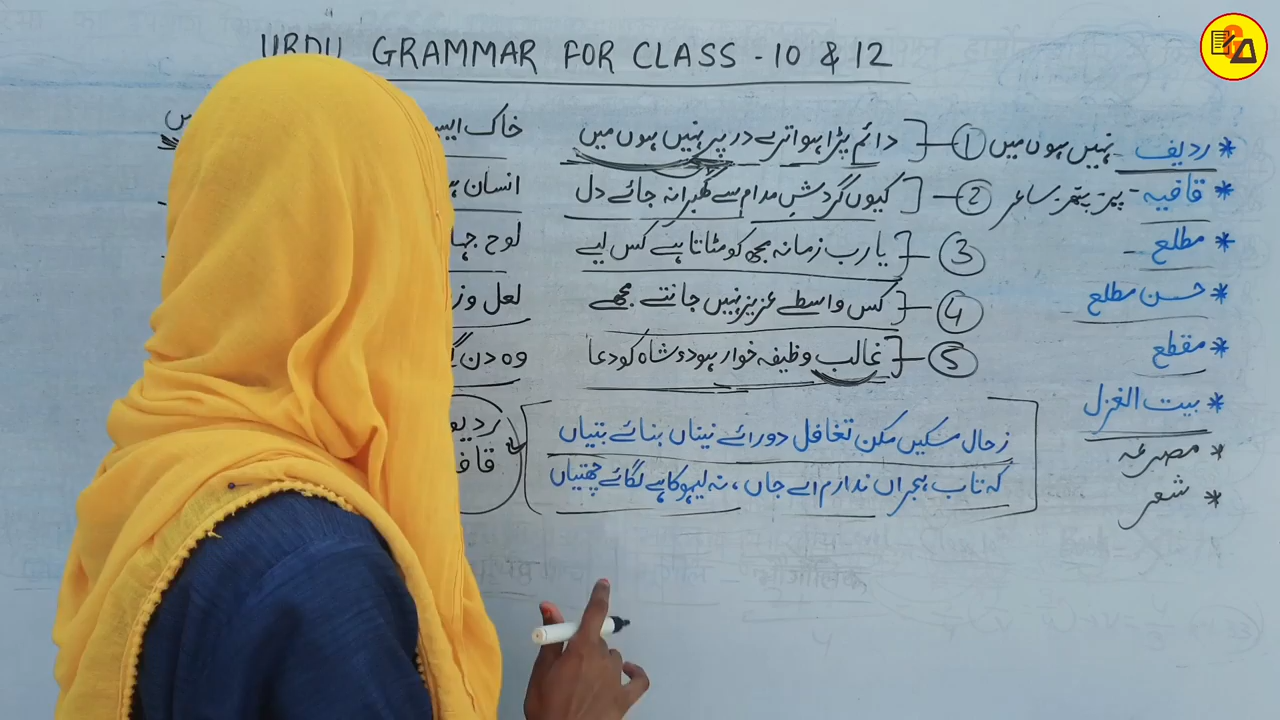 URDU GRAMMAR FOR CLASS - 10 & 12
* ردیف - نہیں ہوں میں
* قافیہ - پر - پتھر - ساغر
* مطلع -
* حسن مطلع
* مقطع
* بیت الغزل
* مصرعہ
* شعر
① دائم پڑا ہوا ترے در پر نہیں ہوں میں خاک
② کیوں گردش مدام سے گھبرا نہ جائے دل انسان
③ یا رب زمانہ مجھ کو مٹاتا ہے کس لیے لوح
④ کس واسطے عزیز نہیں جانتے مجھے لعل و
⑤ غالب وظیفہ خوار ہو دو شاہ کو دعا وہ دن
زحال مسکیں مکن تغافل دورائے نیناں بنائے بتیاں
کہ تاب ہجراں ندارم اے جاں، نہ لیہو کاہے لگائے چھتیاں